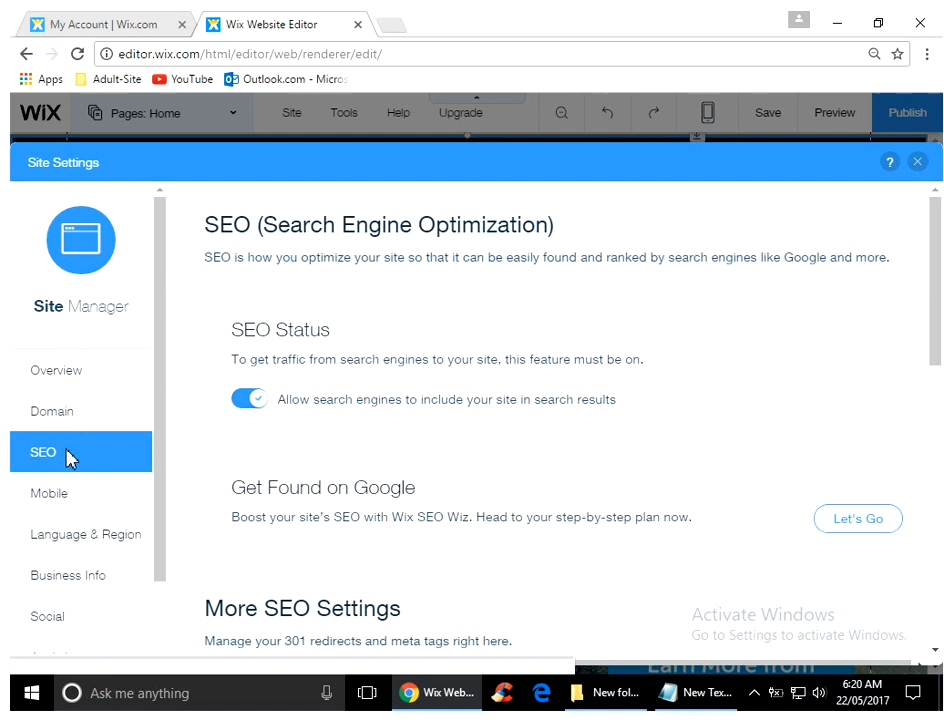 My Account | Wix.com
Wix Website Editor
editor.wix.com/html/editor/web/renderer/edit/
Apps
Adult-Site
YouTube
Outlook.com - Micros
WiX
Pages: Home
Site
Tools
Help
Upgrade
Save
Preview
Publish
Site Settings
?
Site Manager
Overview
Domain
SEO
Mobile
Language & Region
Business Info
Social
SEO (Search Engine Optimization)
SEO is how you optimize your site so that it can be easily found and ranked by search engines like Google and more.
SEO Status
To get traffic from search engines to your site, this feature must be on.
Allow search engines to include your site in search results
Get Found on Google
Boost your site's SEO with Wix SEO Wiz. Head to your step-by-step plan now.
Let's Go
More SEO Settings
Manage your 301 redirects and meta tags right here.
Activate Windows
Go to Settings to activate Windows.
Learn More from
Ask me anything
Wix Web...
New fol...
New Tex...
6:20 AM
22/05/2017